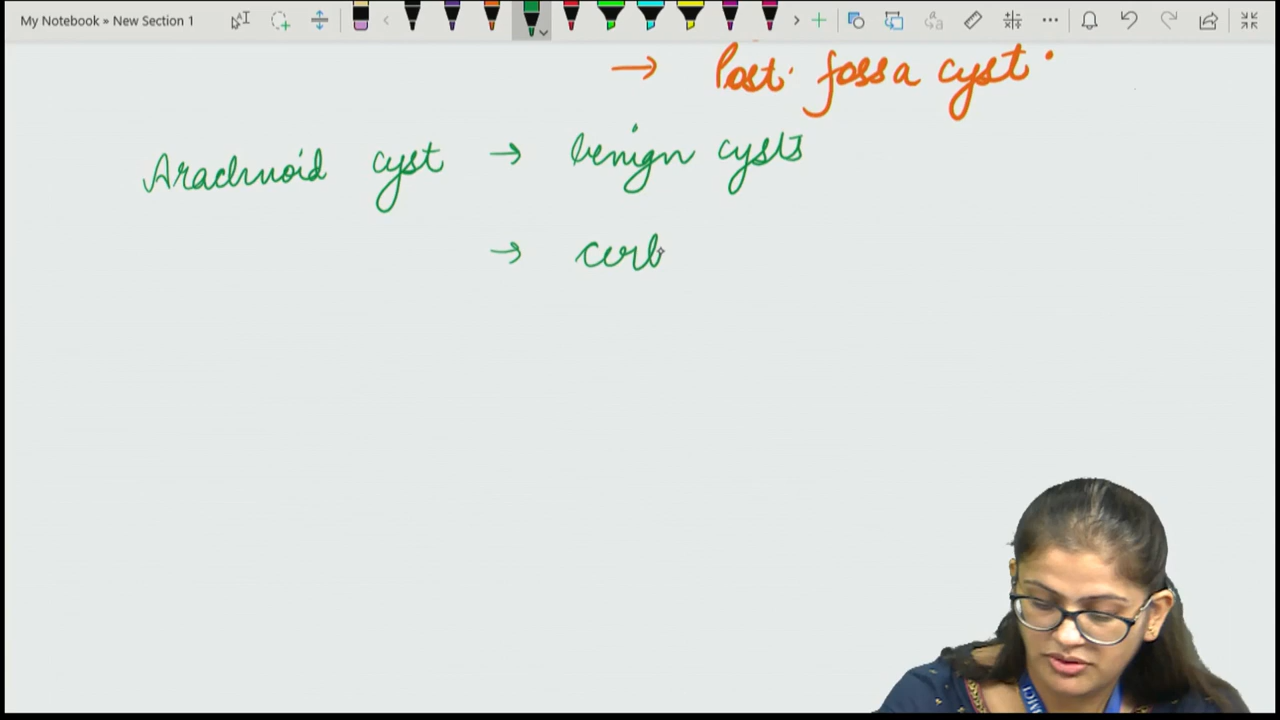 My Notebook » New Section 1
→ Post. fossa cyst.
Arachnoid cyst → benign cysts
→ cerb